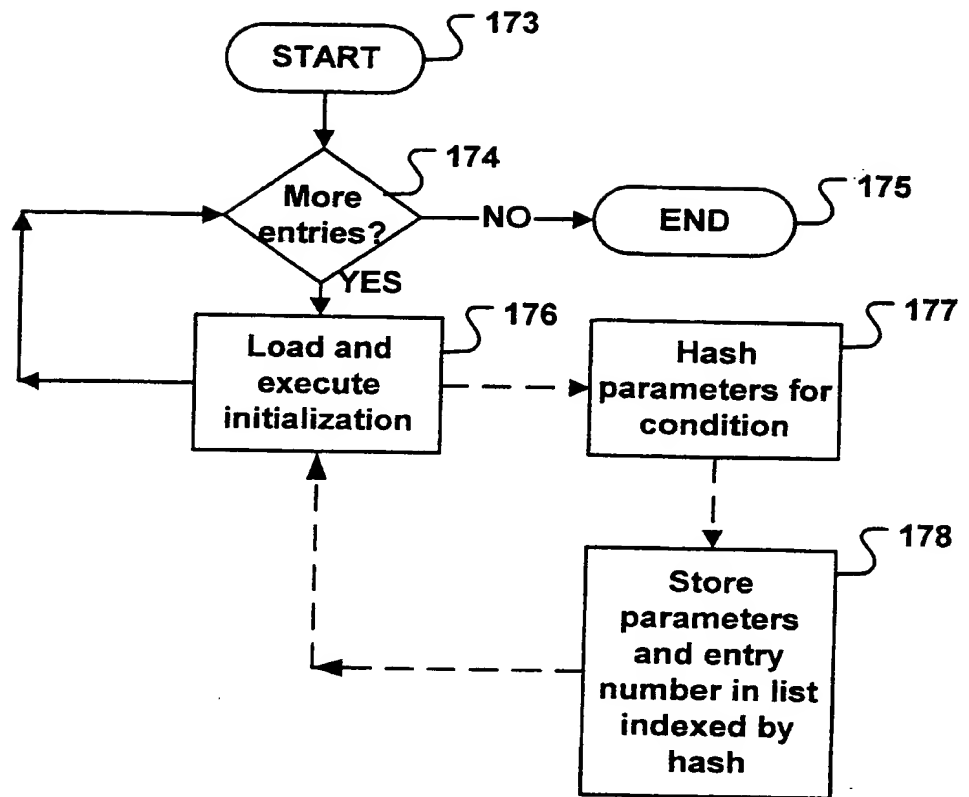 START
173
174
More
entries?
NO
END
175
YES
176
Load and
execute
initialization
177
Hash
parameters for
condition
178
Store
parameters
and entry
number in list
indexed by
hash